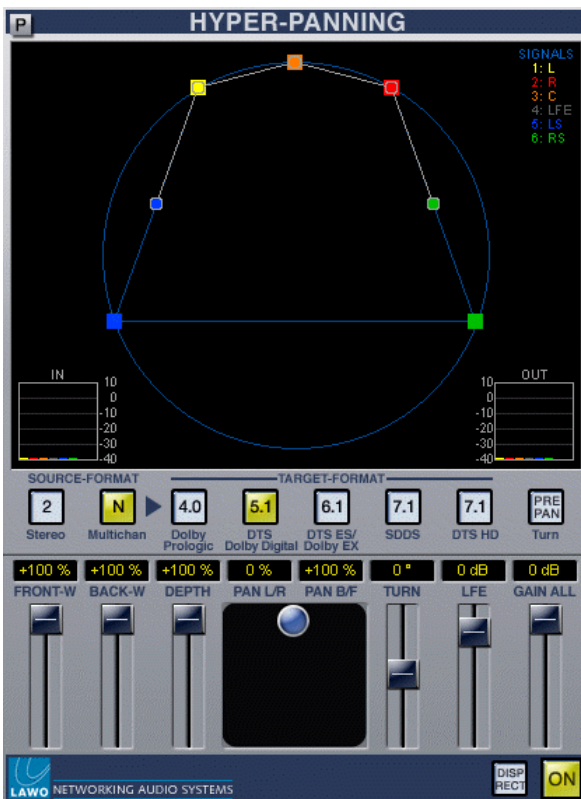 P HYPER-PANNING
SIGNALS
1: L
2: R
3: C
4: LFE
5: LS
6: RS
IN
10
0
-10
-20
-30
-40
OUT
10
0
-10
-20
-30
-40
SOURCE-FORMAT TARGET-FORMAT
2 N 4.0 5.1 6.1 7.1 7.1 PRE PAN
Stereo Multichan Dolby Prologic DTS Dolby Digital DTS ES/ Dolby EX SDDS DTS HD Turn
+100 % +100 % +100 % 0 % +100 % 0 ° 0 dB 0 dB
FRONT-W BACK-W DEPTH PAN L/R PAN B/F TURN LFE GAIN ALL
LAWO NETWORKING AUDIO SYSTEMS DISP RECT ON